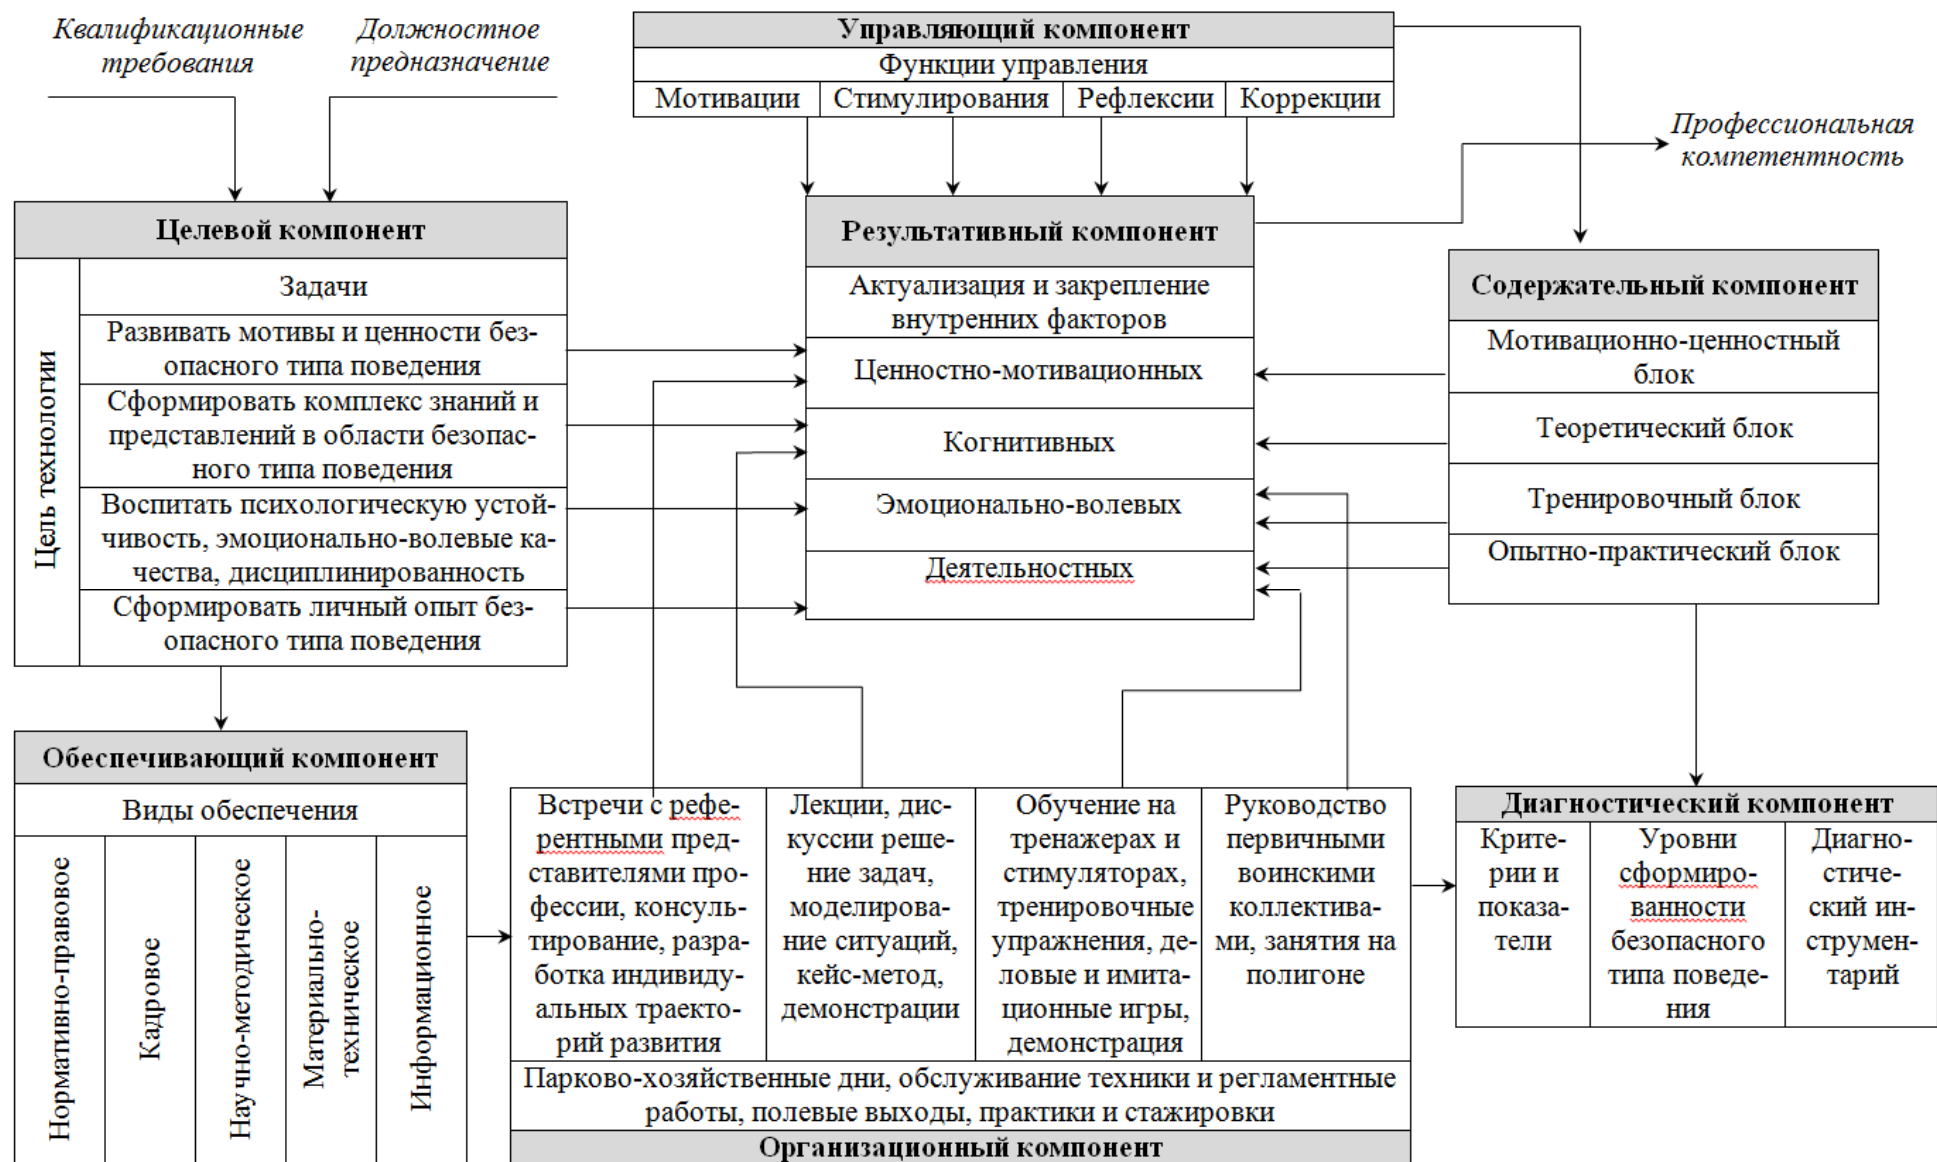 Квалификационные
требования
Должностное
предназначение
Управляющий компонент
Функции управления
Мотивации
Стимулирования
Рефлексии
Коррекции
Профессиональная
компетентность
Целевой компонент
Цель технологии
Задачи
Развивать мотивы и ценности без-
опасного типа поведения
Сформировать комплекс знаний и
представлений в области безопас-
ного типа поведения
Воспитать психологическую устой-
чивость, эмоционально-волевые ка-
чества, дисциплинированность
Сформировать личный опыт без-
опасного типа поведения
Результативный компонент
Актуализация и закрепление
внутренних факторов
Ценностно-мотивационных
Когнитивных
Эмоционально-волевых
Деятельностных
Содержательный компонент
Мотивационно-ценностный
блок
Теоретический блок
Тренировочный блок
Опытно-практический блок
Обеспечивающий компонент
Виды обеспечения
Нормативно-правовое
Кадровое
Научно-методическое
Материально-
техническое
Информационное
Встречи с рефе-
рентными пред-
ставителями про-
фессии, консуль-
тирование, разра-
ботка индивиду-
альных траекто-
рий развития
Лекции, дис-
куссии реше-
ние задач,
моделирова-
ние ситуаций,
кейс-метод,
демонстрации
Обучение на
тренажерах и
стимуляторах,
тренировочные
упражнения, де-
ловые и имита-
ционные игры,
демонстрация
Руководство
первичными
воинскими
коллектива-
ми, занятия на
полигоне
Парково-хозяйственные дни, обслуживание техники и регламентные
работы, полевые выходы, практики и стажировки
Организационный компонент
Диагностический компонент
Крите-
рии и
показа-
тели
Уровни
сформиро-
ванности
безопасного
типа поведе-
ния
Диагно-
стиче-
ский ин-
струмен-
тарий